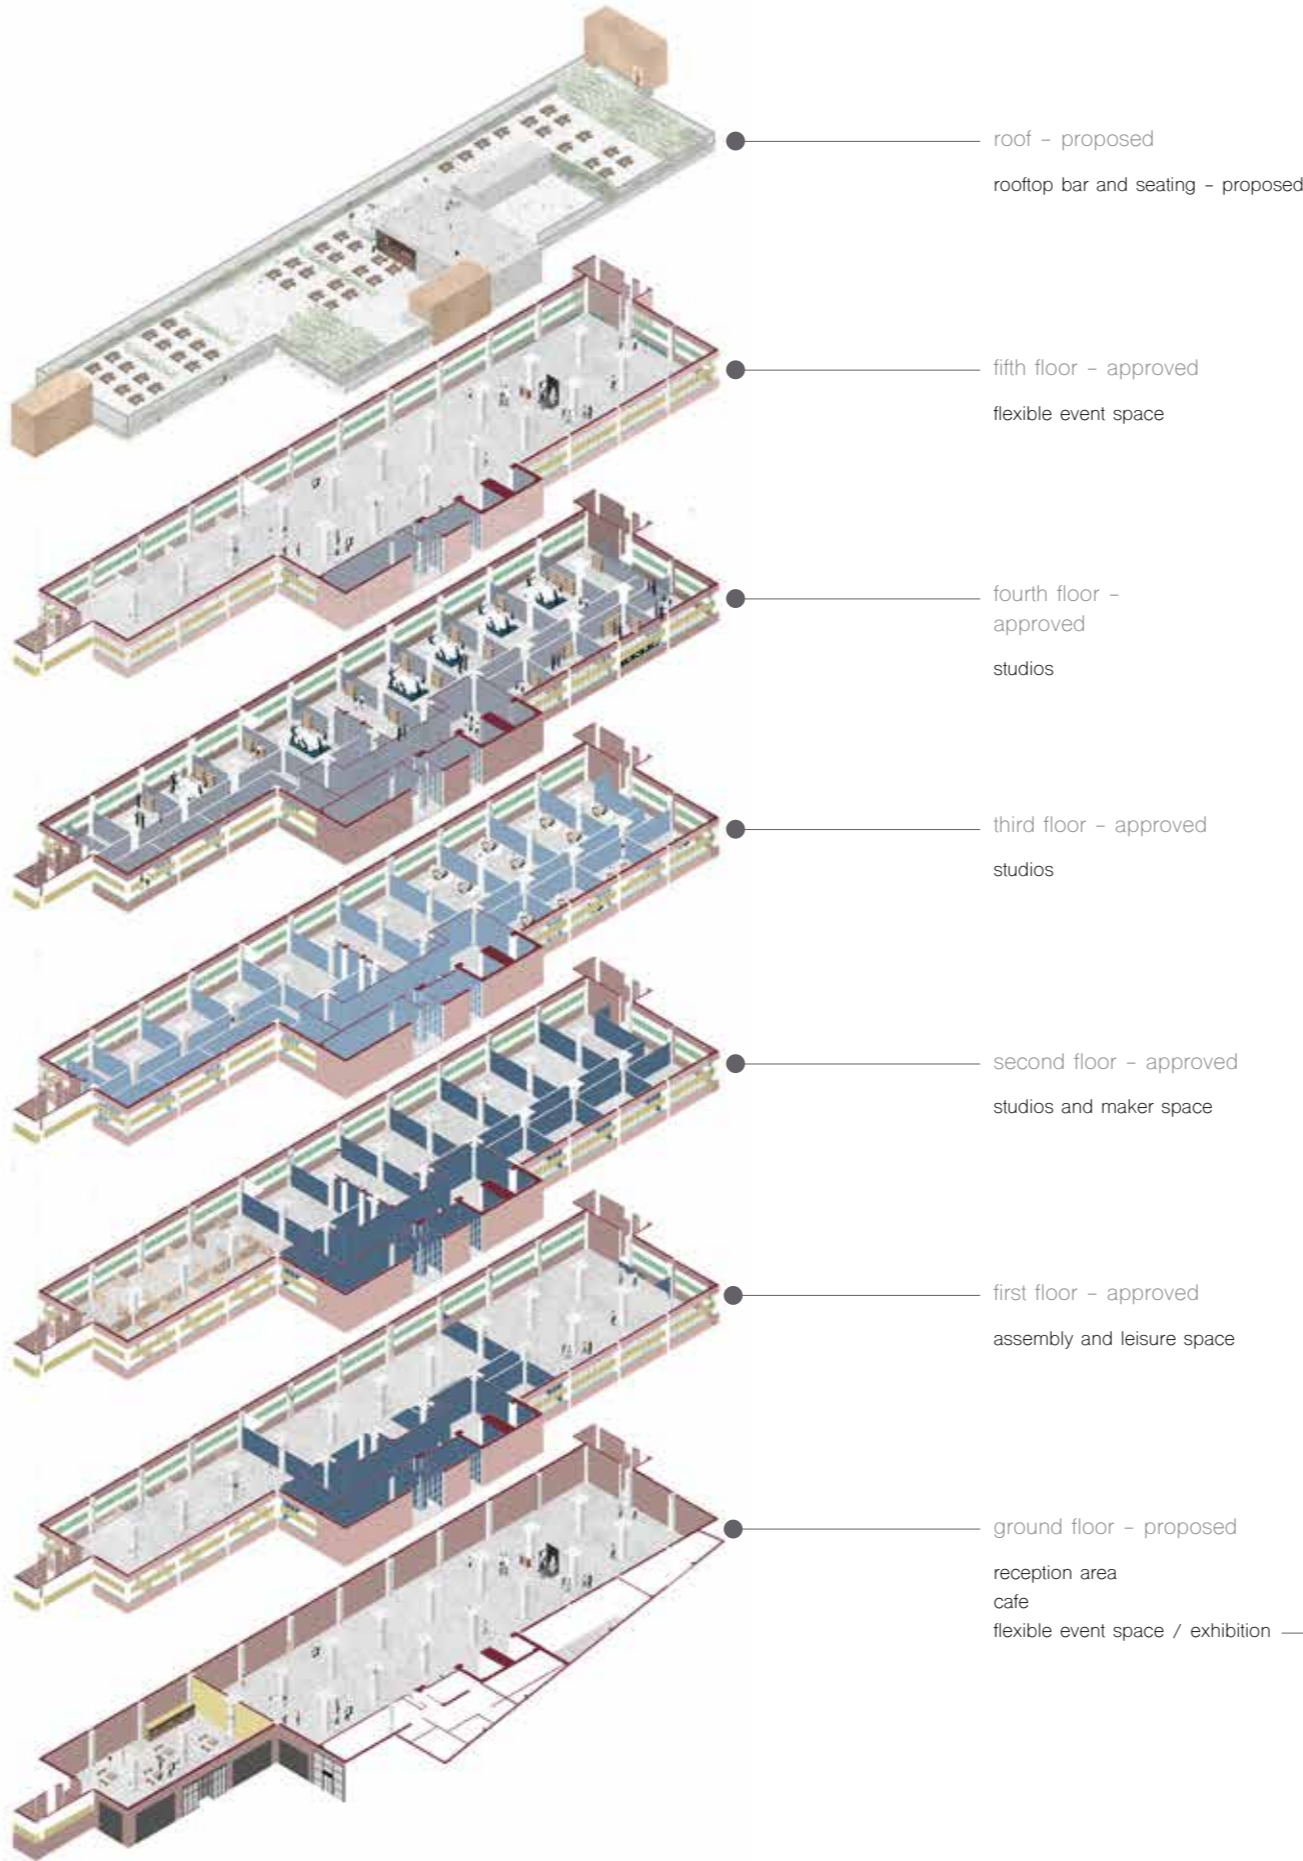 roof – proposed
rooftop bar and seating – proposed
fifth floor – approved
flexible event space
fourth floor –
approved
studios
third floor – approved
studios
second floor – approved
studios and maker space
first floor – approved
assembly and leisure space
ground floor – proposed
reception area
cafe
flexible event space / exhibition